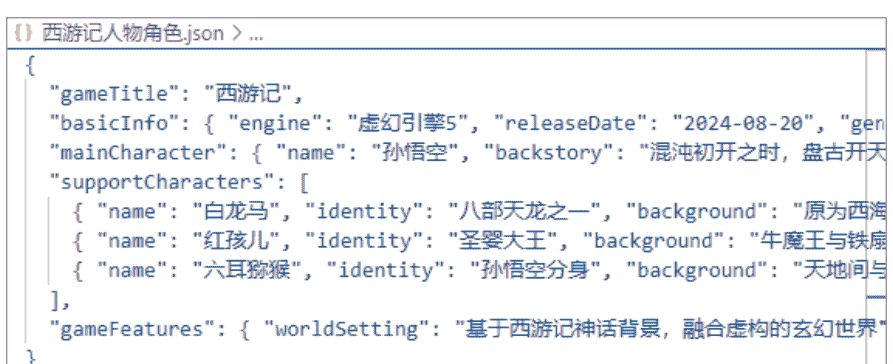 {} 西游记人物角色.json > ...
{
"gameTitle": "西游记",
"basicInfo": { "engine": "虚幻引擎5", "releaseDate": "2024-08-20", "gen
"mainCharacter": { "name": "孙悟空", "backstory": "混沌初开之时，盘古开天
"supportCharacters": [
{ "name": "白龙马", "identity": "八部天龙之一", "background": "原为西海
{ "name": "红孩儿", "identity": "圣婴大王", "background": "牛魔王与铁扇
{ "name": "六耳猕猴", "identity": "孙悟空分身", "background": "天地间与
],
"gameFeatures": { "worldSetting": "基于西游记神话背景，融合虚构的玄幻世界"
}